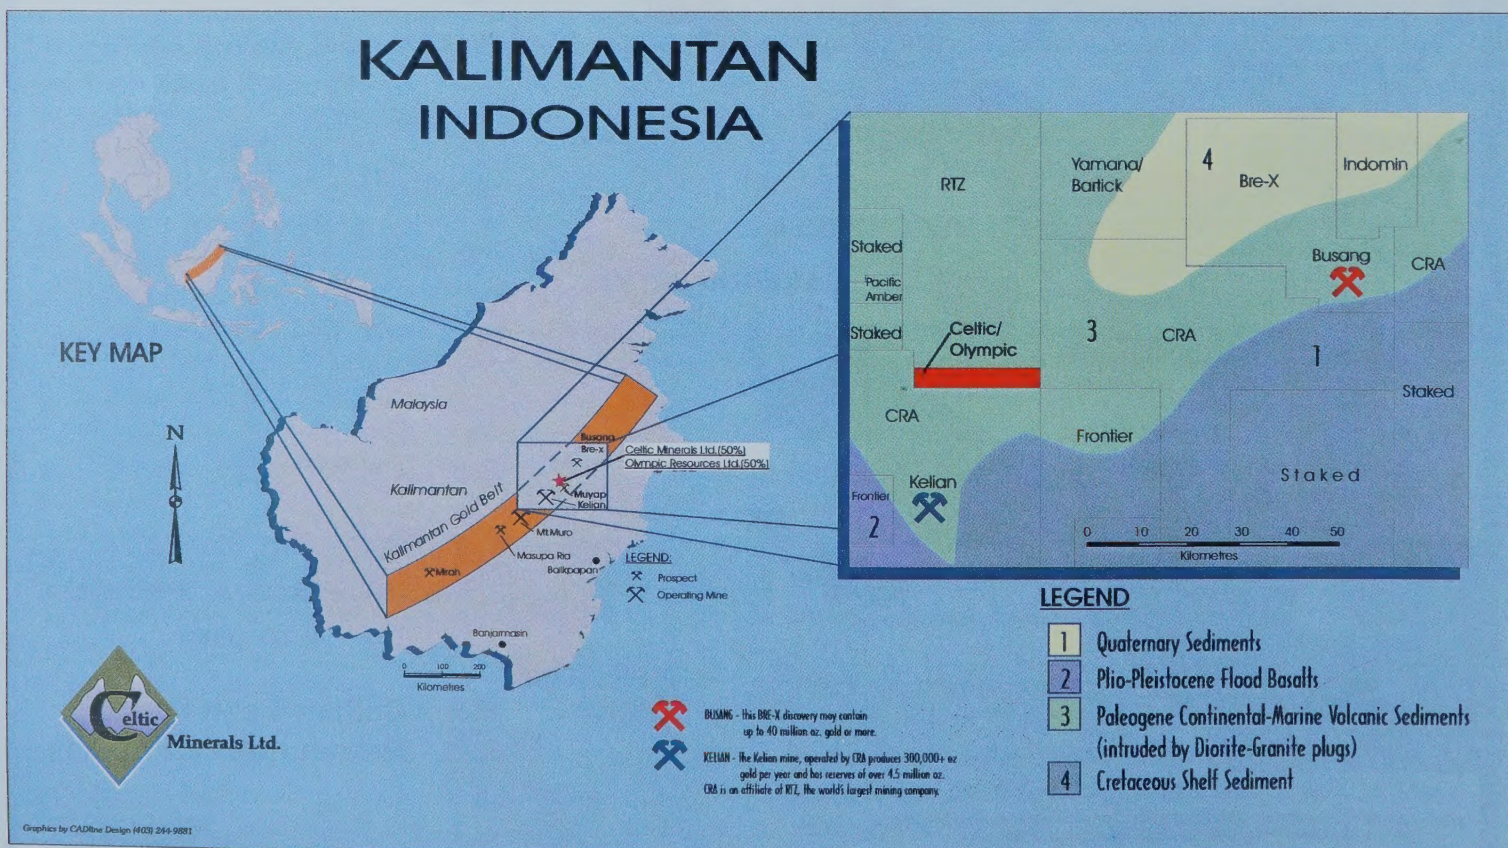 KALIMANTAN
INDONESIA
KEY MAP
N
Malaysia
Kalimantan
Kalimantan Gold Belt
Busang
Bre-x
Celtic Minerals Ltd.(50%)
Olympic Resources Ltd.(50%)
Muyap
Kelian
Mt.Muro
Masupa Ria
Mirah
Balikpapan
Banjarmasin
LEGEND:
Prospect
Operating Mine
0 100 200
Kilometres
RTZ
Yamana/
Bartick
4
Bre-X
Indomin
Staked
Pacific
Amber
Staked
Busang
CRA
Celtic/
Olympic
3
CRA
1
Staked
CRA
Frontier
Staked
Kelian
Frontier
2
0 10 20 30 40 50
Kilometres
LEGEND
1 Quaternary Sediments
2 Plio-Pleistocene Flood Basalts
3 Paleogene Continental-Marine Volcanic Sediments
(intruded by Diorite-Granite plugs)
4 Cretaceous Shelf Sediment
BUSANG - this BRE-X discovery may contain
up to 40 million oz. gold or more.
KELIAN - The Kelian mine, operated by CRA produces 300,000+ oz
gold per year and has reserves of over 4.5 million oz.
CRA is an affiliate of RTZ, the world's largest mining company.
Celtic
Minerals Ltd.
Graphics by CADline Design (403) 244-9881